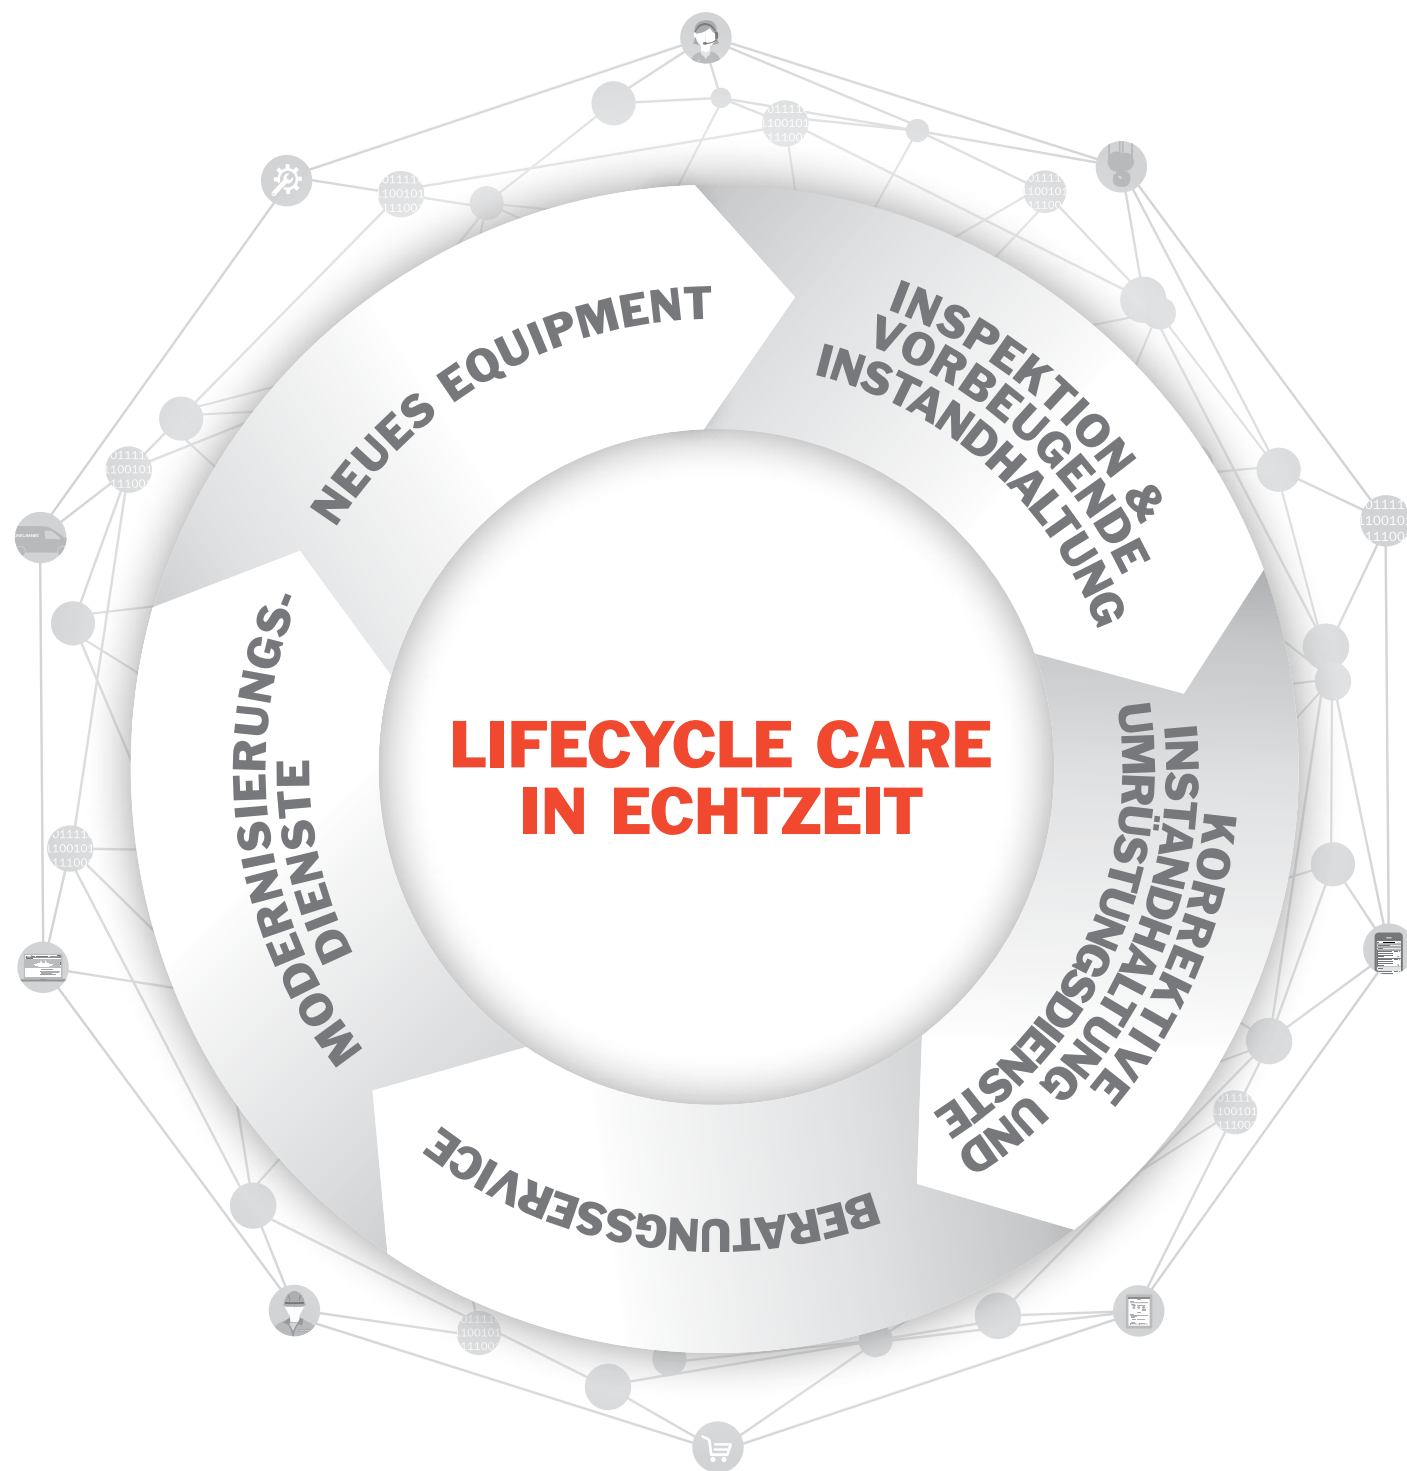 NEUES EQUIPMENT
INSPEKTION &
VORBEUGENDE
INSTANDHALTUNG
KORREKTIVE
INSTANDHALTUNG UND
UMRÜSTUNGSDIENSTE
BERATUNGSSERVICE
MODERNISIERUNGS-
DIENSTE
LIFECYCLE CARE
IN ECHTZEIT